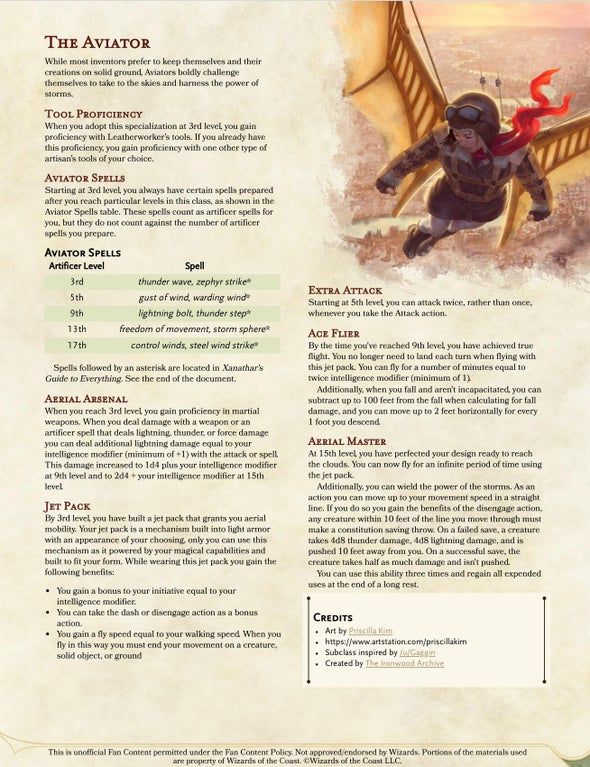 The Aviator
While most inventors prefer to keep themselves and their
creations on solid ground, Aviators boldly challenge
themselves to take to the skies and harness the power of
storms.
Tool Proficiency
When you adopt this specialization at 3rd level, you gain
proficiency with Leatherworker's tools. If you already have
this proficiency, you gain proficiency with one other type of
artisan's tools of your choice.
Aviator Spells
Starting at 3rd level, you always have certain spells prepared
after you reach particular levels in this class, as shown in the
Aviator Spells table. These spells count as artificer spells for
you, but they do not count against the number of artificer
spells you prepare.
Aviator Spells
Artificer Level Spell
3rd thunder wave, zephyr strike*
5th gust of wind, warding wind*
9th lightning bolt, thunder step*
13th freedom of movement, storm sphere*
17th control winds, steel wind strike*
Spells followed by an asterisk are located in Xanathar's
Guide to Everything. See the end of the document.
Aerial Arsenal
When you reach 3rd level, you gain proficiency in martial
weapons. When you deal damage with a weapon or an
artificer spell that deals lightning, thunder, or force damage
you can deal additional lightning damage equal to your
intelligence modifier (minimum of +1) with the attack or spell.
This damage increased to 1d4 plus your intelligence modifier
at 9th level and to 2d4 + your intelligence modifier at 15th
level.
Jet Pack
By 3rd level, you have built a jet pack that grants you aerial
mobility. Your jet pack is a mechanism built into light armor
with an appearance of your choosing, only you can use this
mechanism as it powered by your magical capabilities and
built to fit your form. While wearing this jet pack you gain the
following benefits:
• You gain a bonus to your initiative equal to your
intelligence modifier.
• You can take the dash or disengage action as a bonus
action.
• You gain a fly speed equal to your walking speed. When you
fly in this way you must end your movement on a creature,
solid object, or ground
Extra Attack
Starting at 5th level, you can attack twice, rather than once,
whenever you take the Attack action.
Ace Flier
By the time you've reached 9th level, you have achieved true
flight. You no longer need to land each turn when flying with
this jet pack. You can fly for a number of minutes equal to
twice intelligence modifier (minimum of 1).
Additionally, when you fall and aren't incapacitated, you can
subtract up to 100 feet from the fall when calculating for fall
damage, and you can move up to 2 feet horizontally for every
1 foot you descend.
Aerial Master
At 15th level, you have perfected your design ready to reach
the clouds. You can now fly for an infinite period of time using
the jet pack.
Additionally, you can wield the power of the storms. As an
action you can move up to your movement speed in a straight
line. If you do so you gain the benefits of the disengage action,
any creature within 10 feet of the line you move through must
make a constitution saving throw. On a failed save, a creature
takes 4d8 thunder damage, 4d8 lightning damage, and is
pushed 10 feet away from you. On a successful save, the
creature takes half as much damage and isn't pushed.
You can use this ability three times and regain all expended
uses at the end of a long rest.
Credits
• Art by Priscilla Kim
• https://www.artstation.com/priscillakim
• Subclass inspired by /u/Gaggin
• Created by The Ironwood Archive
This is unofficial Fan Content permitted under the Fan Content Policy. Not approved/endorsed by Wizards. Portions of the materials used
are property of Wizards of the Coast. ©Wizards of the Coast LLC.